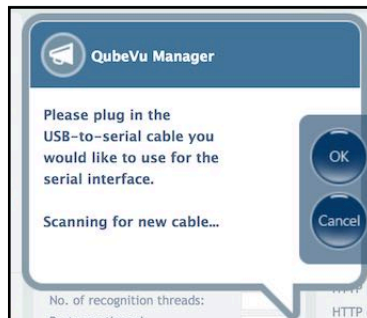 QubeVu Manager
Please plug in the
USB-to-serial cable you
would like to use for the
serial interface.
OK
Scanning for new cable...
Cancel
No. of recognition threads:
HTTP